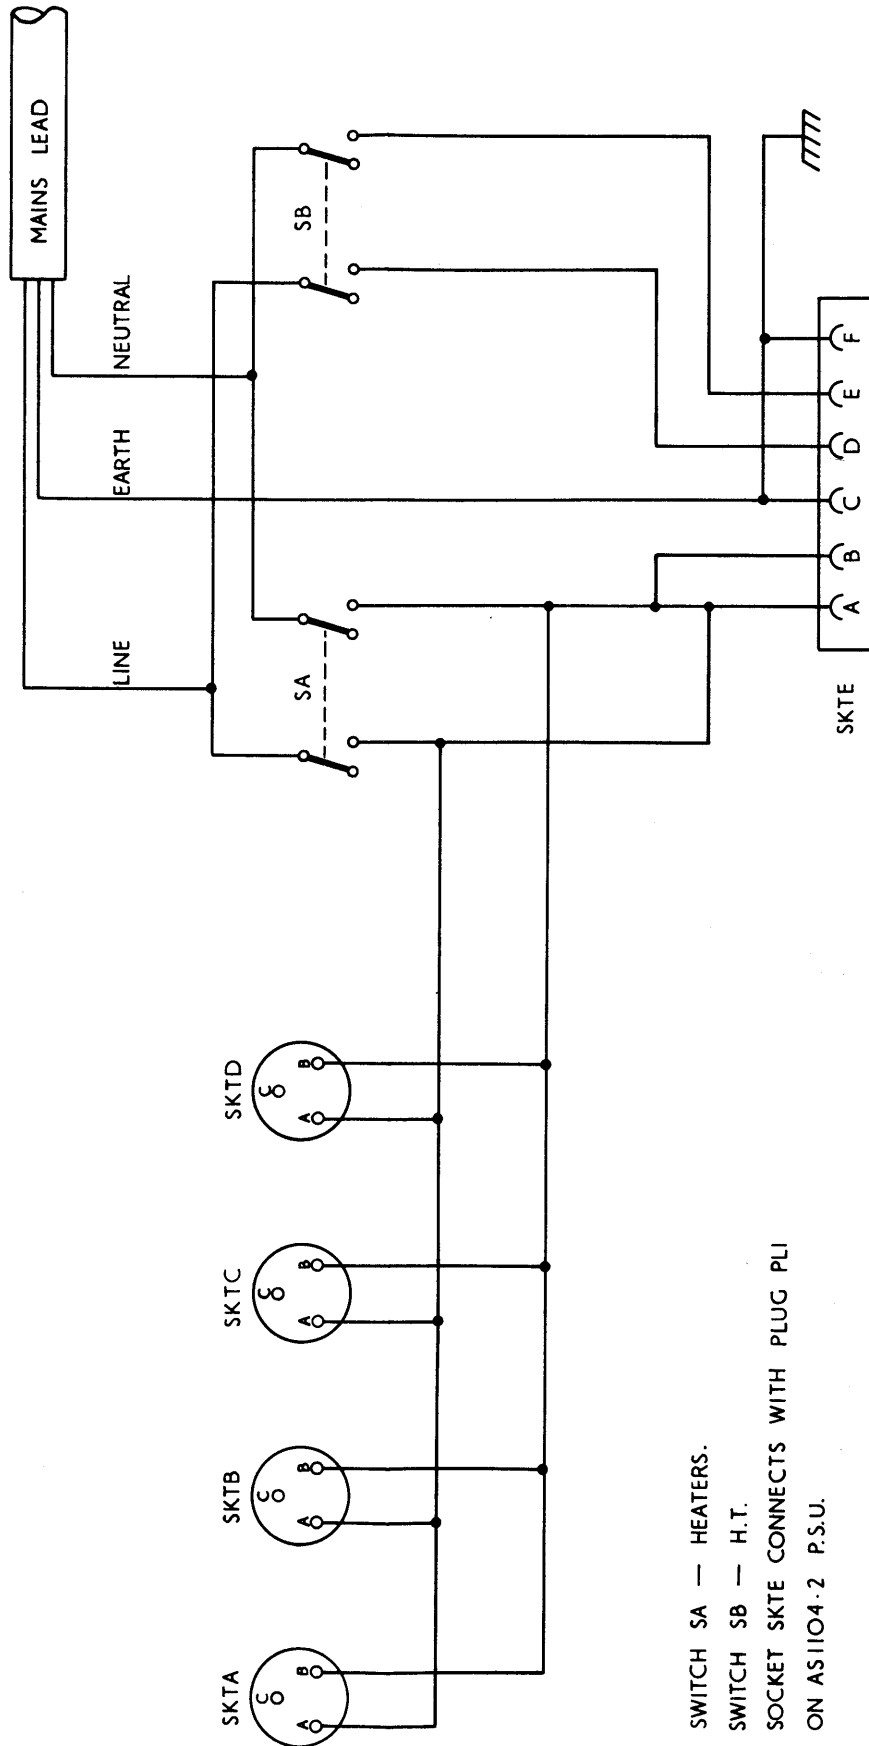 MAINS LEAD
LINE
EARTH
NEUTRAL
SA
SB
SKTA
A
B
C
SKTB
A
B
C
SKTC
A
B
C
SKTD
A
B
C
SKTE
A
B
C
D
E
F
SWITCH SA — HEATERS.
SWITCH SB — H.T.
SOCKET SKTE CONNECTS WITH PLUG PLI
ON AS1104·2 P.S.U.